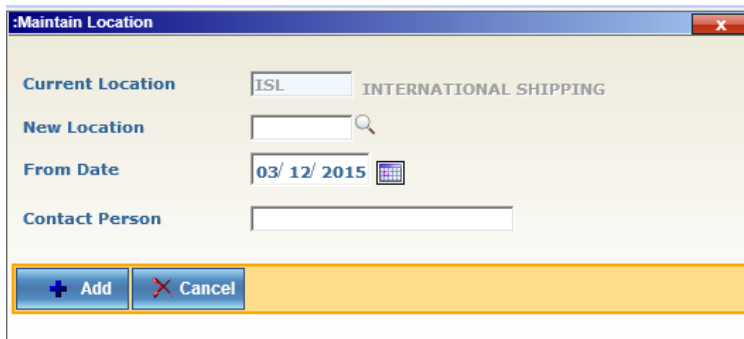 :Maintain Location
x
Current Location ISL INTERNATIONAL SHIPPING
New Location
From Date 03/ 12/ 2015
Contact Person
Add Cancel